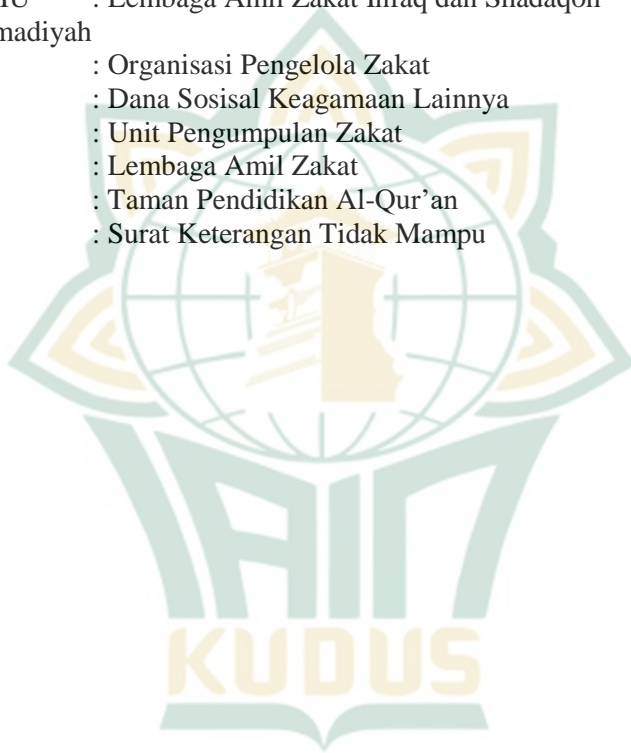 : Lembaga Amil Zakat Infaq dan Shadaqoh
madiyah
: Organisasi Pengelola Zakat
: Dana Sosisal Keagamaan Lainnya
: Unit Pengumpulan Zakat
: Lembaga Amil Zakat
: Taman Pendidikan Al-Qur’an
: Surat Keterangan Tidak Mampu
IAIN
KUDUS